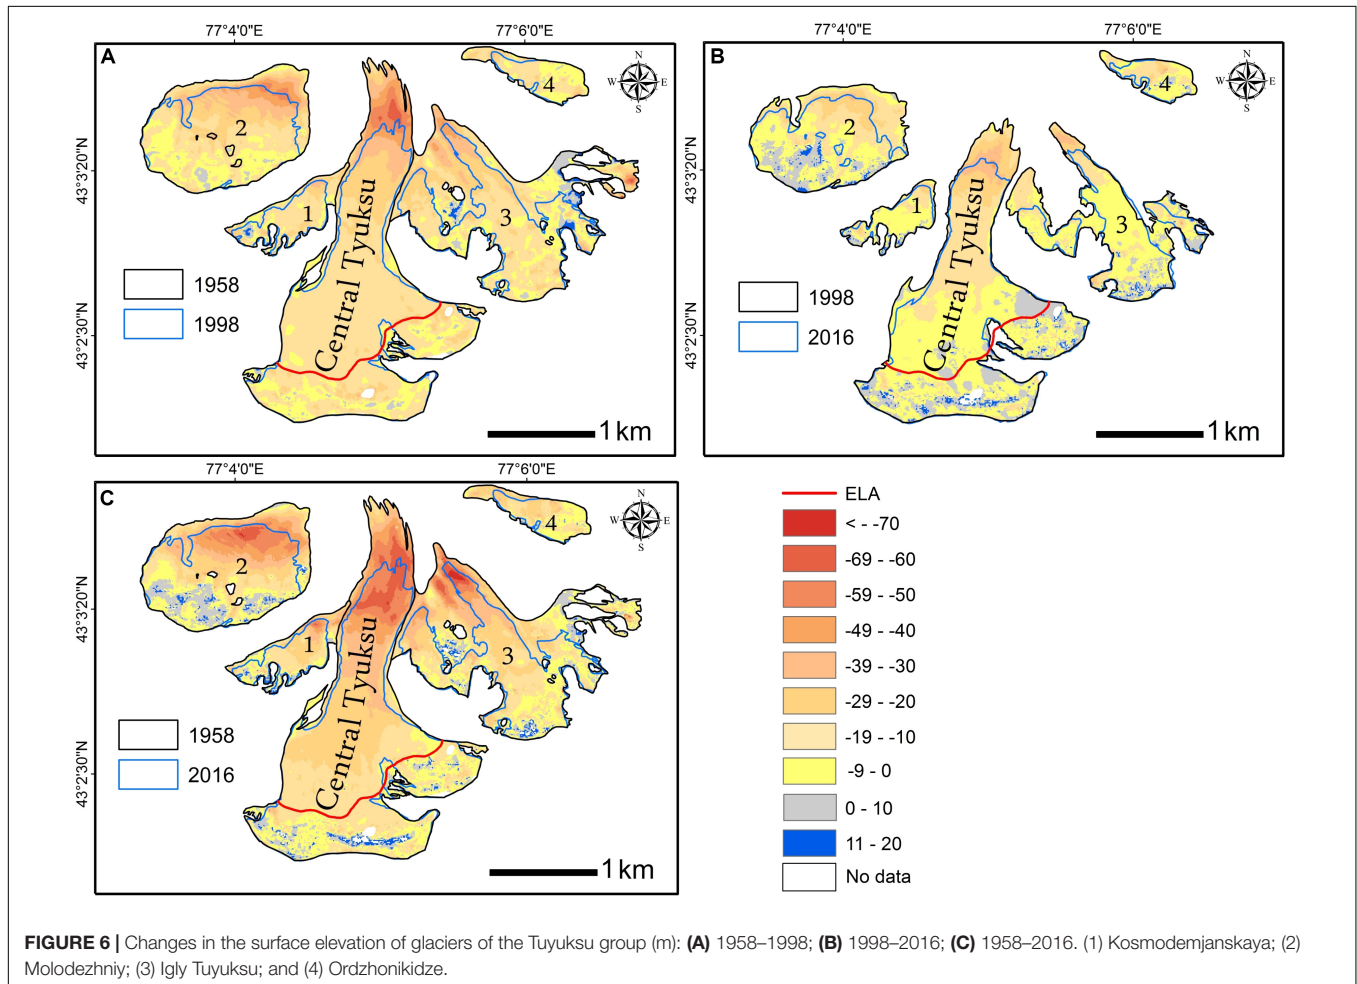 77°4'0"E
77°6'0"E
A
N
W
E
S
4
2
1
3
Central Tyuksu
43°3'20"N
43°2'30"N
1958
1998
1 km
77°4'0"E
77°6'0"E
B
N
W
E
S
4
2
1
3
Central Tyuksu
43°3'20"N
43°2'30"N
1998
2016
1 km
77°4'0"E
77°6'0"E
C
N
W
E
S
4
2
1
3
Central Tyuksu
43°3'20"N
43°2'30"N
1958
2016
1 km
ELA
< - -70
-69 - -60
-59 - -50
-49 - -40
-39 - -30
-29 - -20
-19 - -10
-9 - 0
0 - 10
11 - 20
No data
FIGURE 6 | Changes in the surface elevation of glaciers of the Tuyuksu group (m): (A) 1958–1998; (B) 1998–2016; (C) 1958–2016. (1) Kosmodemjanskaya; (2)
Molodezhniy; (3) Igly Tuyuksu; and (4) Ordzhonikidze.